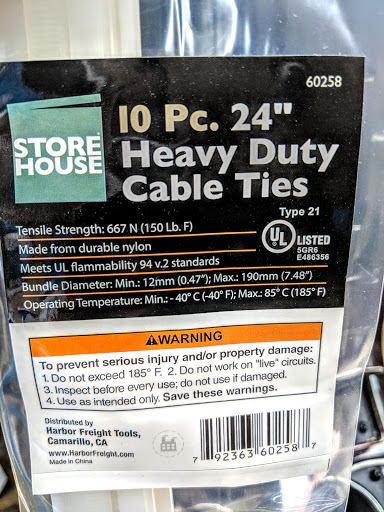 60258
STORE
HOUSE
10 Pc. 24"
Heavy Duty
Cable Ties
Type 21
UL LISTED
5GR6
E486356
Tensile Strength: 667 N (150 Lb. F)
Made from durable nylon
Meets UL flammability 94 v.2 standards
Bundle Diameter: Min.: 12mm (0.47"); Max.: 190mm (7.48")
Operating Temperature: Min.: - 40° C (-40° F); Max.: 85° C (185° F)
WARNING
To prevent serious injury and/or property damage:
1. Do not exceed 185° F. 2. Do not work on "live" circuits.
3. Inspect before every use; do not use if damaged.
4. Use as intended only. Save these warnings.
Distributed by
Harbor Freight Tools,
Camarillo, CA
www.HarborFreight.com
Made in China
7 92363 60258 7